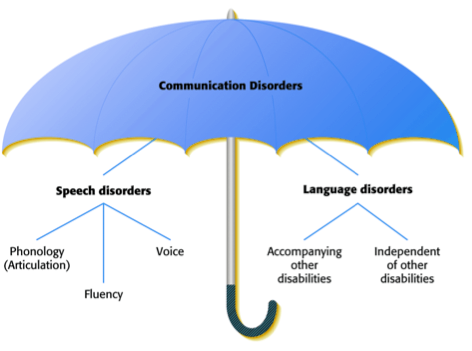 Communication Disorders
Speech disorders
Language disorders
Phonology
(Articulation)
Fluency
Voice
Accompanying
other
disabilities
Independent
of other
disabilities